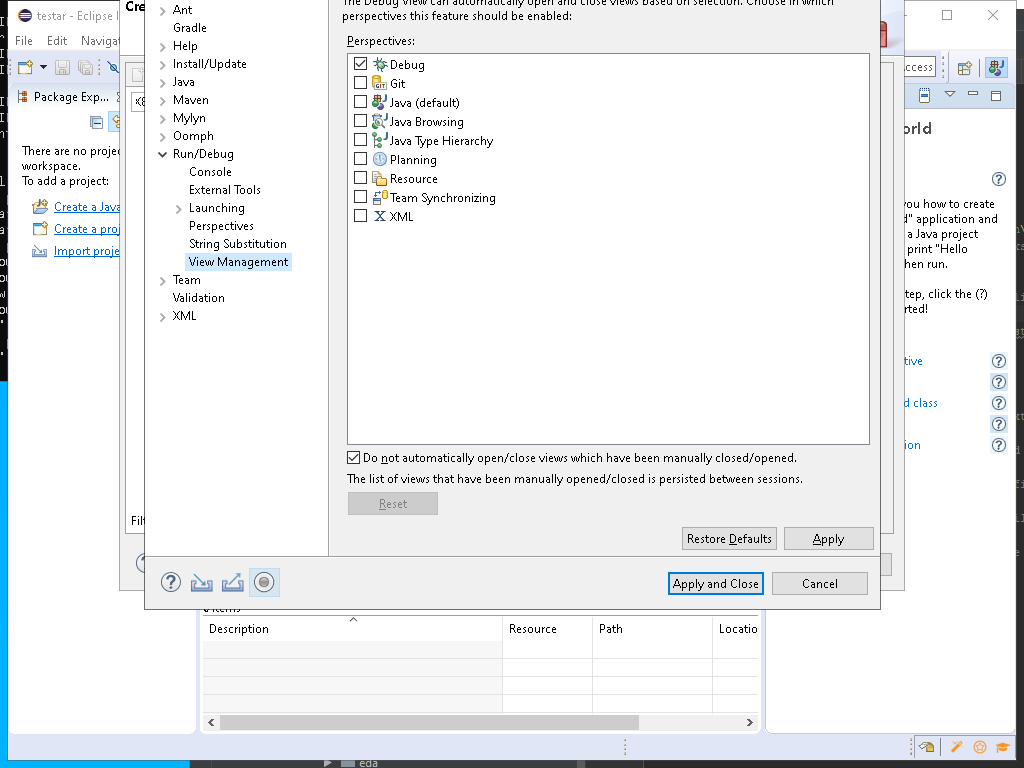 testar - Eclipse I
Cre
File Edit Navigat
Package Exp...
There are no proje
workspace.
To add a project:
Create a Java
Create a proj
Import proje
Filt
Ant
Gradle
Help
Install/Update
Java
Maven
Mylyn
Oomph
Run/Debug
Console
External Tools
Launching
Perspectives
String Substitution
View Management
Team
Validation
XML
The Debug View can automatically open and close views based on selection. Choose in which
perspectives this feature should be enabled:
Perspectives:
Debug
Git
Java (default)
Java Browsing
Java Type Hierarchy
Planning
Resource
Team Synchronizing
XML
Do not automatically open/close views which have been manually closed/opened.
The list of views that have been manually opened/closed is persisted between sessions.
Reset
Restore Defaults
Apply
Apply and Close
Cancel
ccess
orld
you how to create
d" application and
a Java project
print "Hello
hen run.
tep, click the (?)
rted!
tive
d class
ion
items
Description
Resource
Path
Locatio
eda